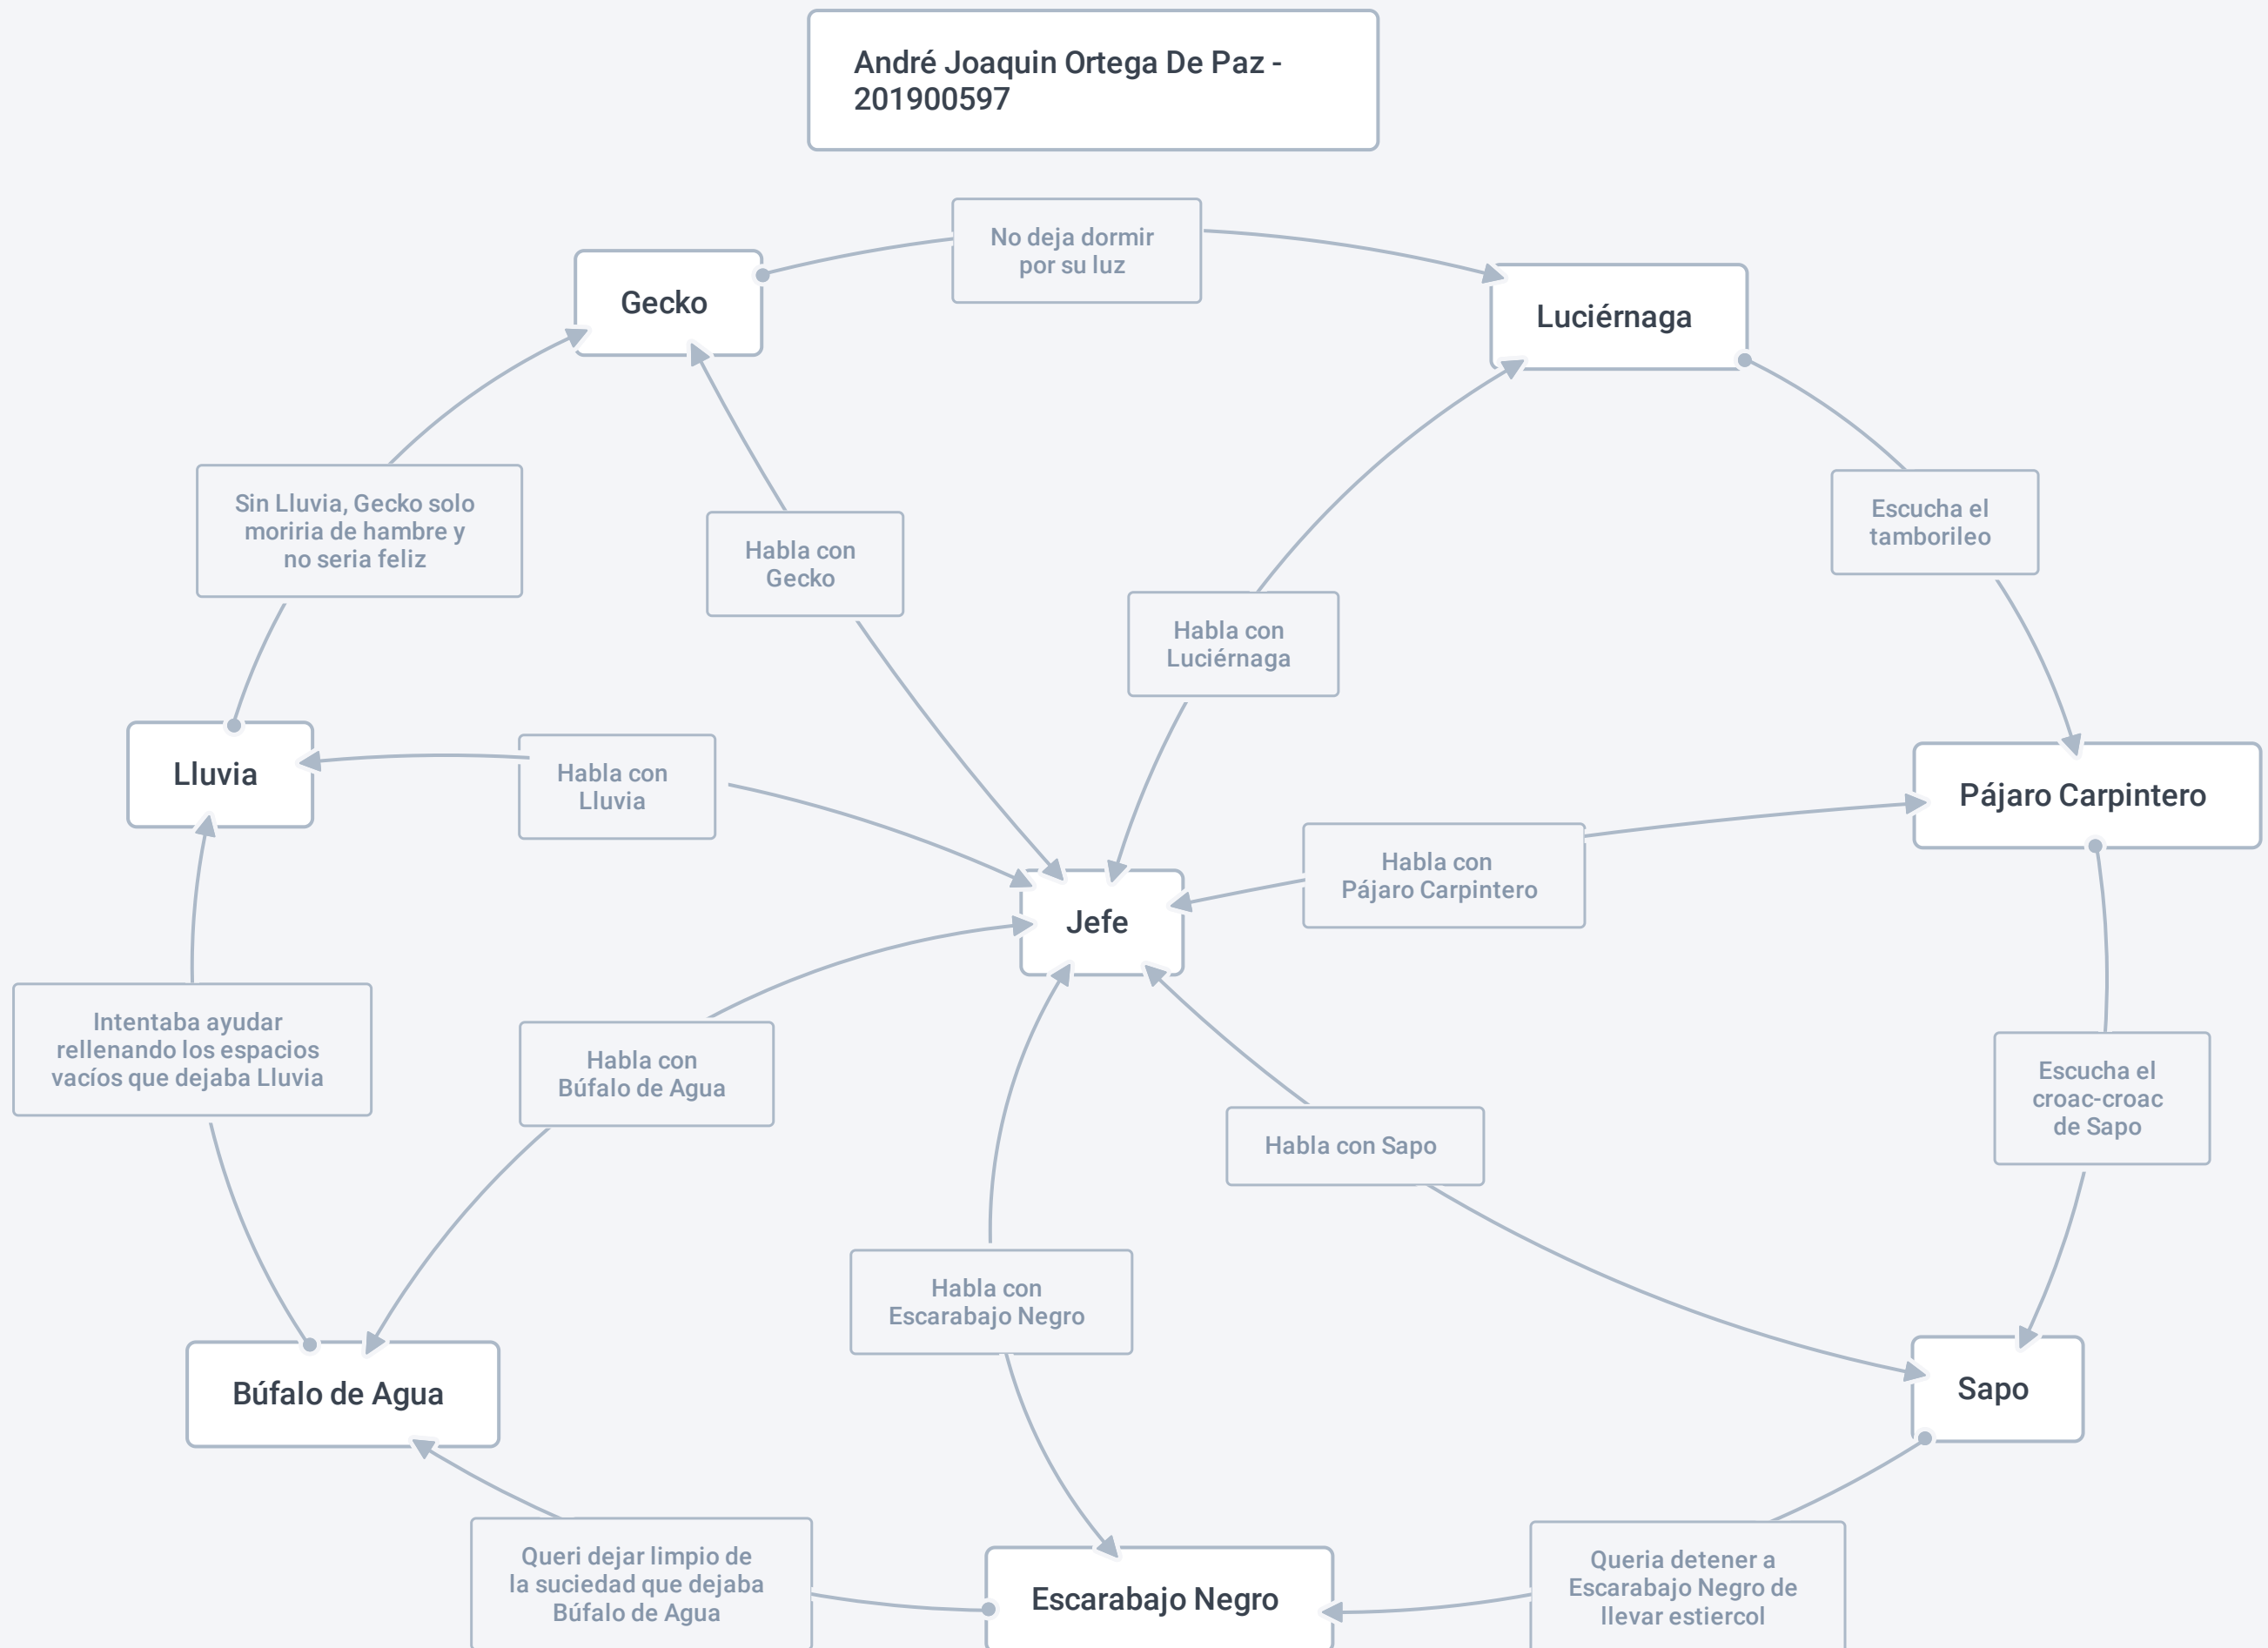 André Joaquin Ortega De Paz -
201900597
No deja dormir
por su luz
Gecko
Luciérnaga
Sin Lluvia, Gecko solo
moriria de hambre y
no seria feliz
Escucha el
tamborileo
Habla con
Gecko
Habla con
Luciérnaga
Lluvia
Habla con
Lluvia
Pájaro Carpintero
Habla con
Pájaro Carpintero
Jefe
Intentaba ayudar
rellenando los espacios
vacíos que dejaba Lluvia
Habla con
Búfalo de Agua
Escucha el
croac-croac
de Sapo
Habla con Sapo
Habla con
Escarabajo Negro
Búfalo de Agua
Sapo
Queri dejar limpio de
la suciedad que dejaba
Búfalo de Agua
Escarabajo Negro
Queria detener a
Escarabajo Negro de
llevar estiercol